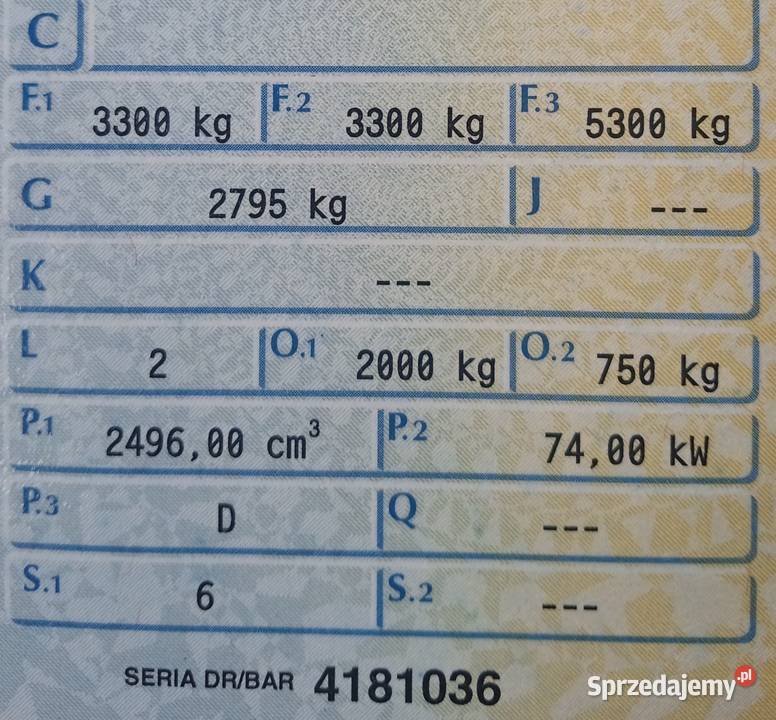 C
F.1 3300 kg F.2 3300 kg F.3 5300 kg
G 2795 kg J ---
K ---
L 2 O.1 2000 kg O.2 750 kg
P.1 2496,00 cm³ P.2 74,00 kW
P.3 D Q ---
S.1 6 S.2 ---
SERIA DR/BAR 4181036
Sprzedajemy.pl